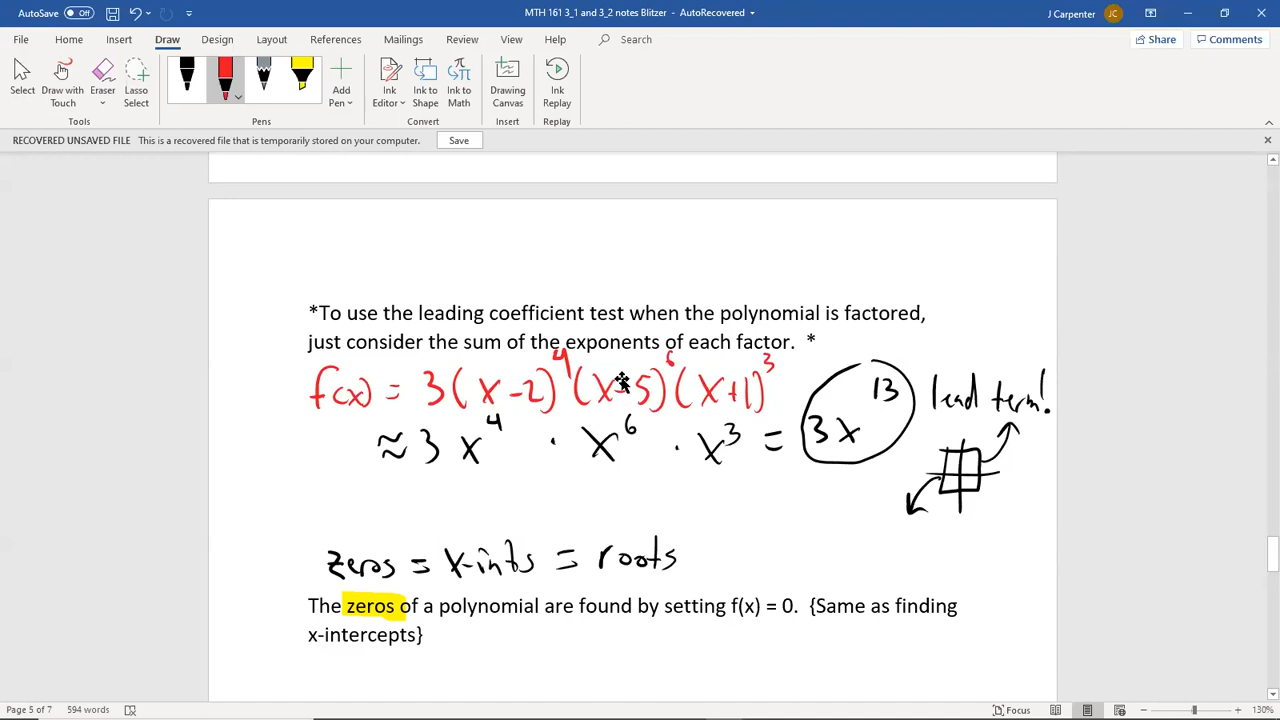 AutoSave Off MTH 161 3_1 and 3_2 notes Blitzer - AutoRecovered J Carpenter JC
File Home Insert Draw Design Layout References Mailings Review View Help Search Share Comments
Select Draw with Touch Eraser Lasso Select Add Pen Ink Editor Ink to Shape Ink to Math Drawing Canvas Ink Replay
Tools Pens Convert Insert Replay
RECOVERED UNSAVED FILE This is a recovered file that is temporarily stored on your computer. Save
*To use the leading coefficient test when the polynomial is factored,
just consider the sum of the exponents of each factor. *
f(x) = 3(x-2)⁴(x-5)⁶(x+1)³
≈ 3x⁴ · x⁶ · x³ = 3x¹³ lead term!
zeros = x-ints = roots
The zeros of a polynomial are found by setting f(x) = 0. {Same as finding
x-intercepts}
Page 5 of 7 594 words Focus 130%